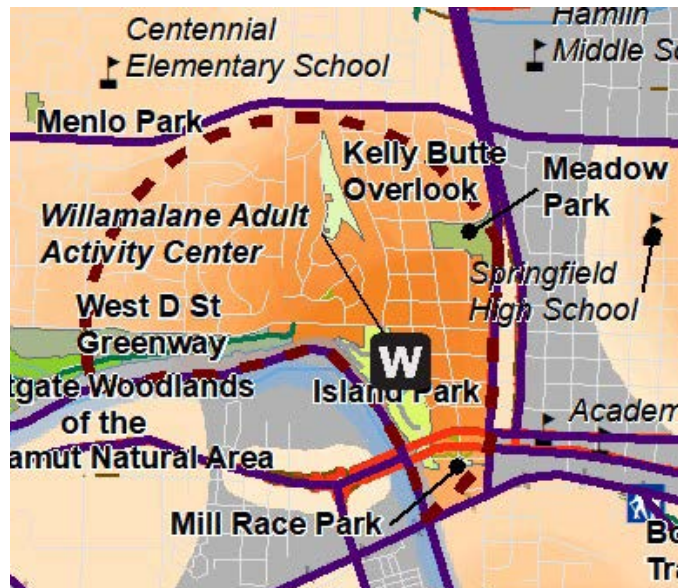 Centennial
Elementary School
Hamlin
Middle Sc
Menlo Park
Kelly Butte
Overlook
Meadow
Park
Willamalane Adult
Activity Center
Springfield
High School
West D St
Greenway
W
Island Park
tgate Woodlands
of the
amut Natural Area
Academ
Mill Race Park
Bo
Tra